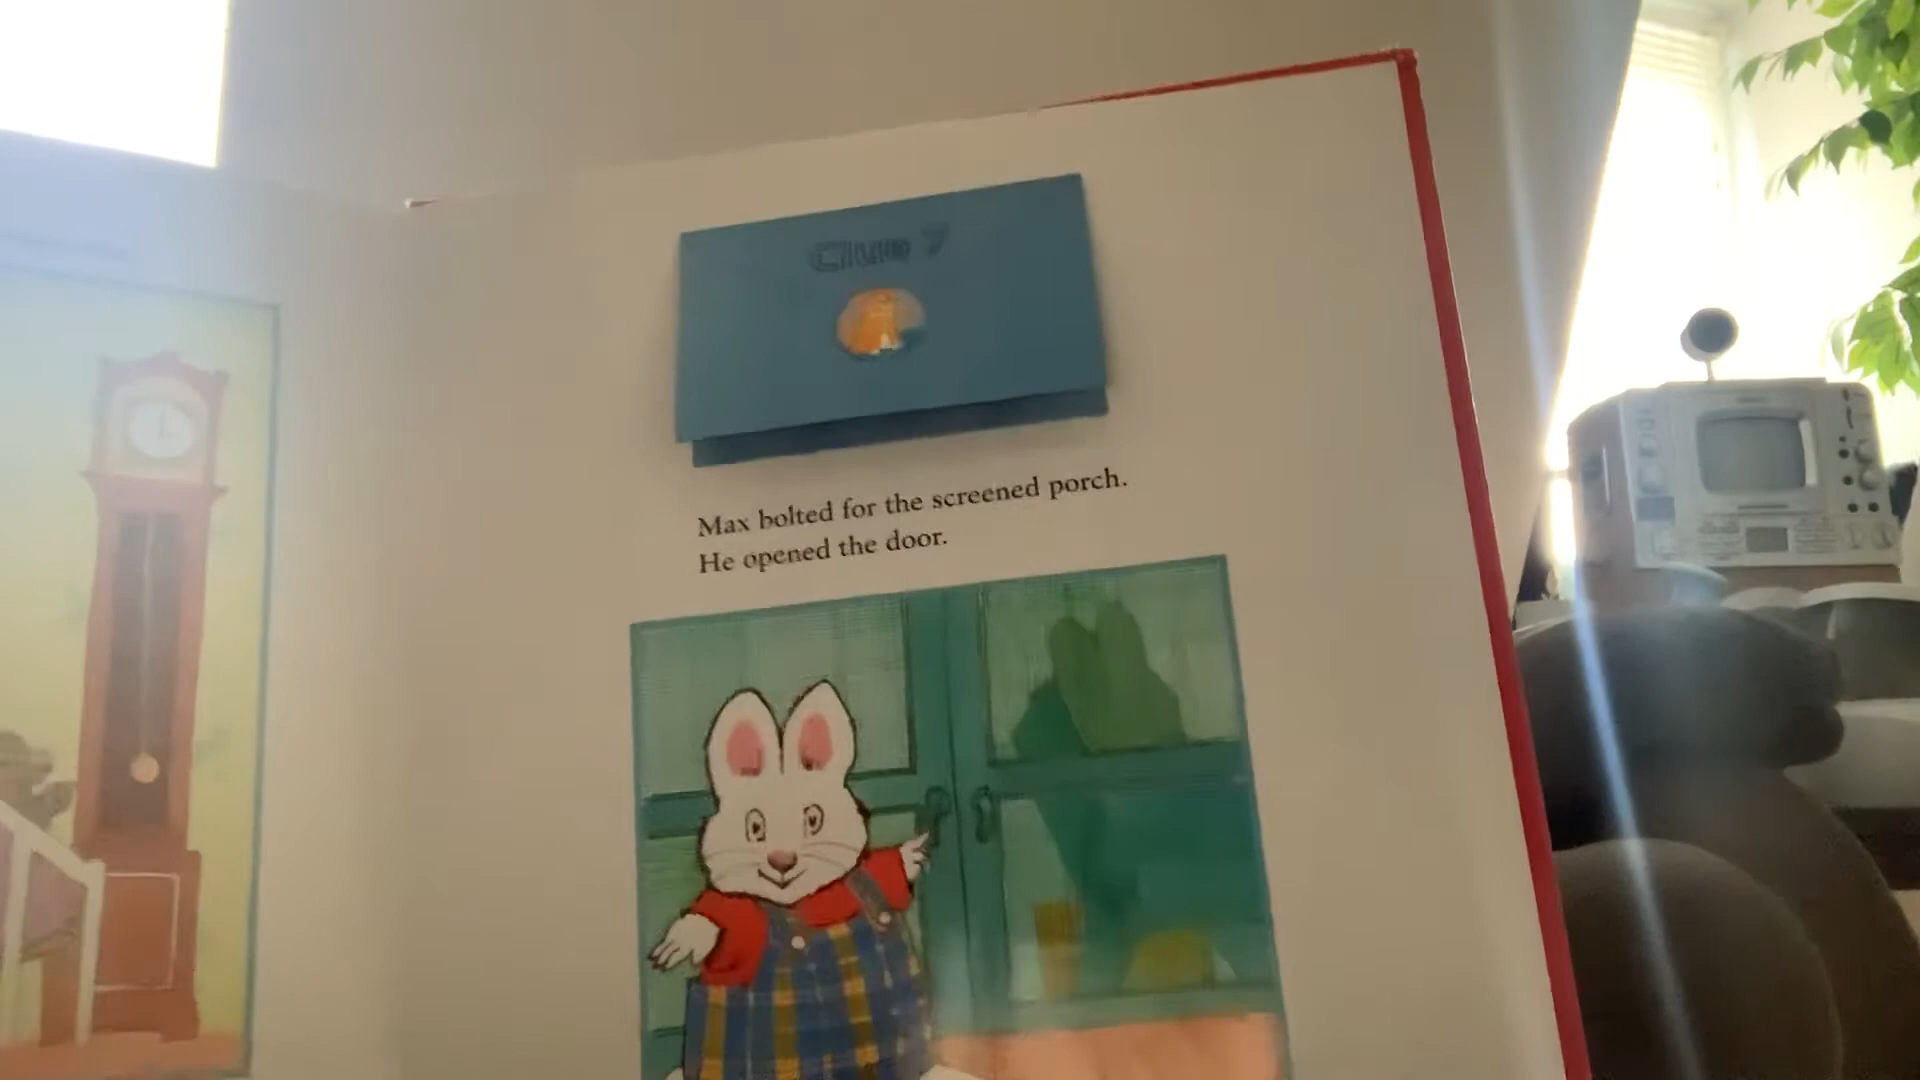 Clue 7
Max bolted for the screened porch.
He opened the door.